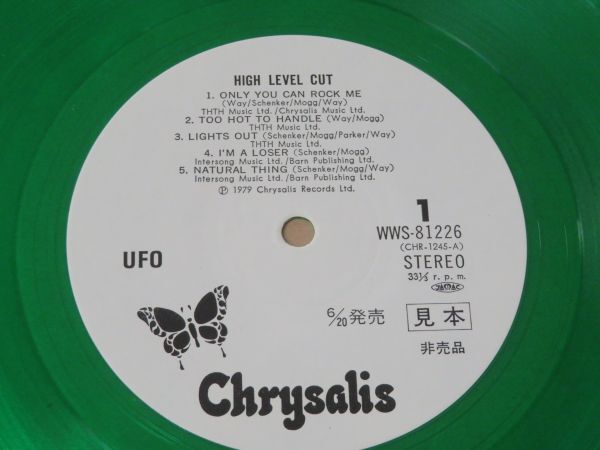 HIGH LEVEL CUT
1. ONLY YOU CAN ROCK ME
(Way/Schenker/Mogg/Way)
THTH Music Ltd./Chrysalis Music Ltd.
2. TOO HOT TO HANDLE (Way/Mogg)
THTH Music Ltd.
3. LIGHTS OUT (Schenker/Mogg/Parker/Way)
THTH Music Ltd.
4. I'M A LOSER (Schenker/Mogg)
Intersong Music Ltd./Barn Publishing Ltd.
5. NATURAL THING (Schenker/Mogg/Way)
Intersong Music Ltd./Barn Publishing Ltd.
Ⓟ 1979 Chrysalis Records Ltd.
1
WWS-81226
(CHR-1245-A)
UFO
STEREO
33⅓ r.p.m.
JASRAC
6/20発売
見本
非売品
Chrysalis